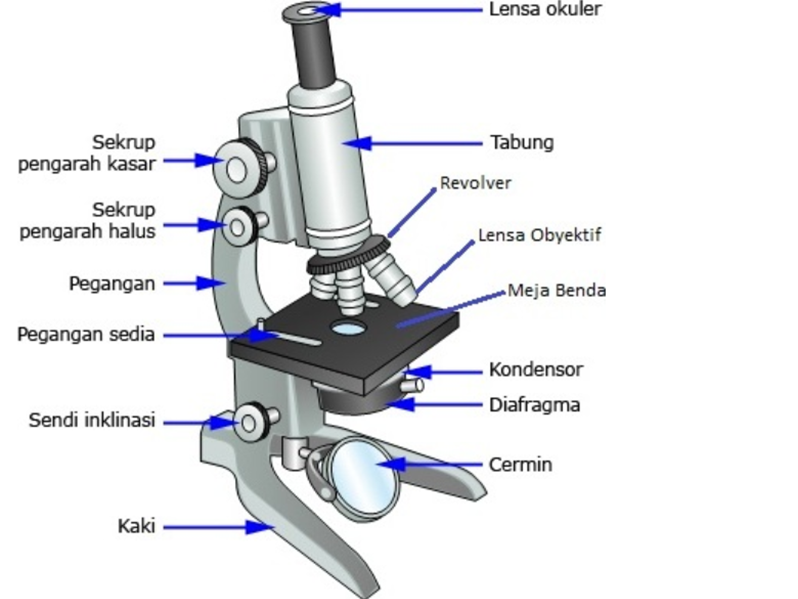 Lensa okuler
Sekrup
pengarah kasar
Tabung
Revolver
Sekrup
pengarah halus
Lensa Obyektif
Pegangan
Meja Benda
Pegangan sedia
Kondensor
Diafragma
Sendi inklinasi
Cermin
Kaki